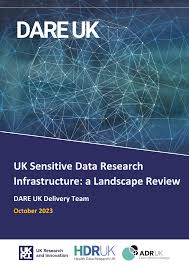 DARE UK
UK Sensitive Data Research
Infrastructure: a Landscape Review
DARE UK Delivery Team
October 2023
UK Research
and Innovation
HDRUK
Health Data Research UK
ADRUK